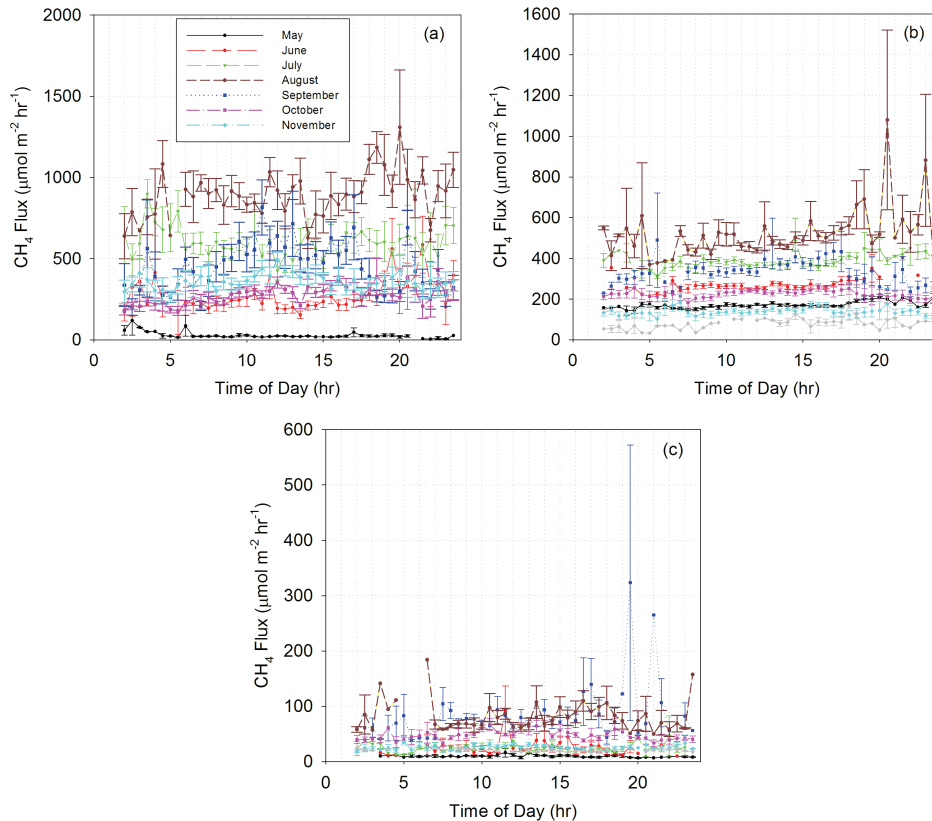 (a)
CH4 Flux (μmol m-2 hr-1)
2000
1500
1000
500
0
May
June
July
August
September
October
November
0 5 10 15 20
Time of Day (hr)
(b)
CH4 Flux (μmol m-2 hr-1)
1600
1400
1200
1000
800
600
400
200
0
0 5 10 15 20
Time of Day (hr)
(c)
CH4 Flux (μmol m-2 hr-1)
600
500
400
300
200
100
0
0 5 10 15 20
Time of Day (hr)